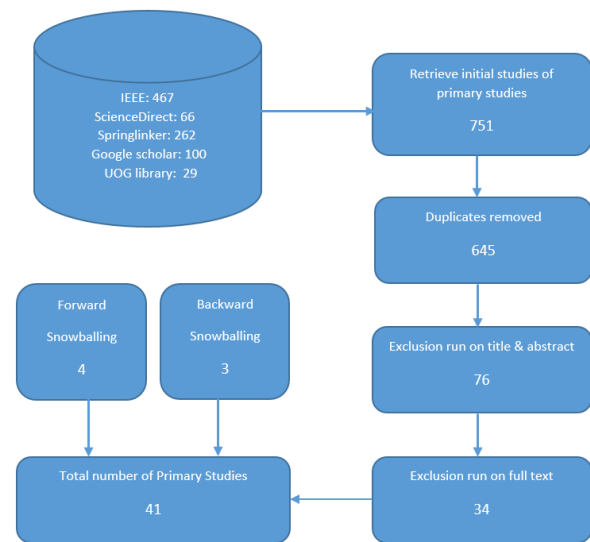 IEEE: 467
ScienceDirect: 66
Springlinker: 262
Google scholar: 100
UOG library: 29
Retrieve initial studies of
primary studies
751
Duplicates removed
645
Exclusion run on title & abstract
76
Exclusion run on full text
34
Forward
Snowballing
4
Backward
Snowballing
3
Total number of Primary Studies
41